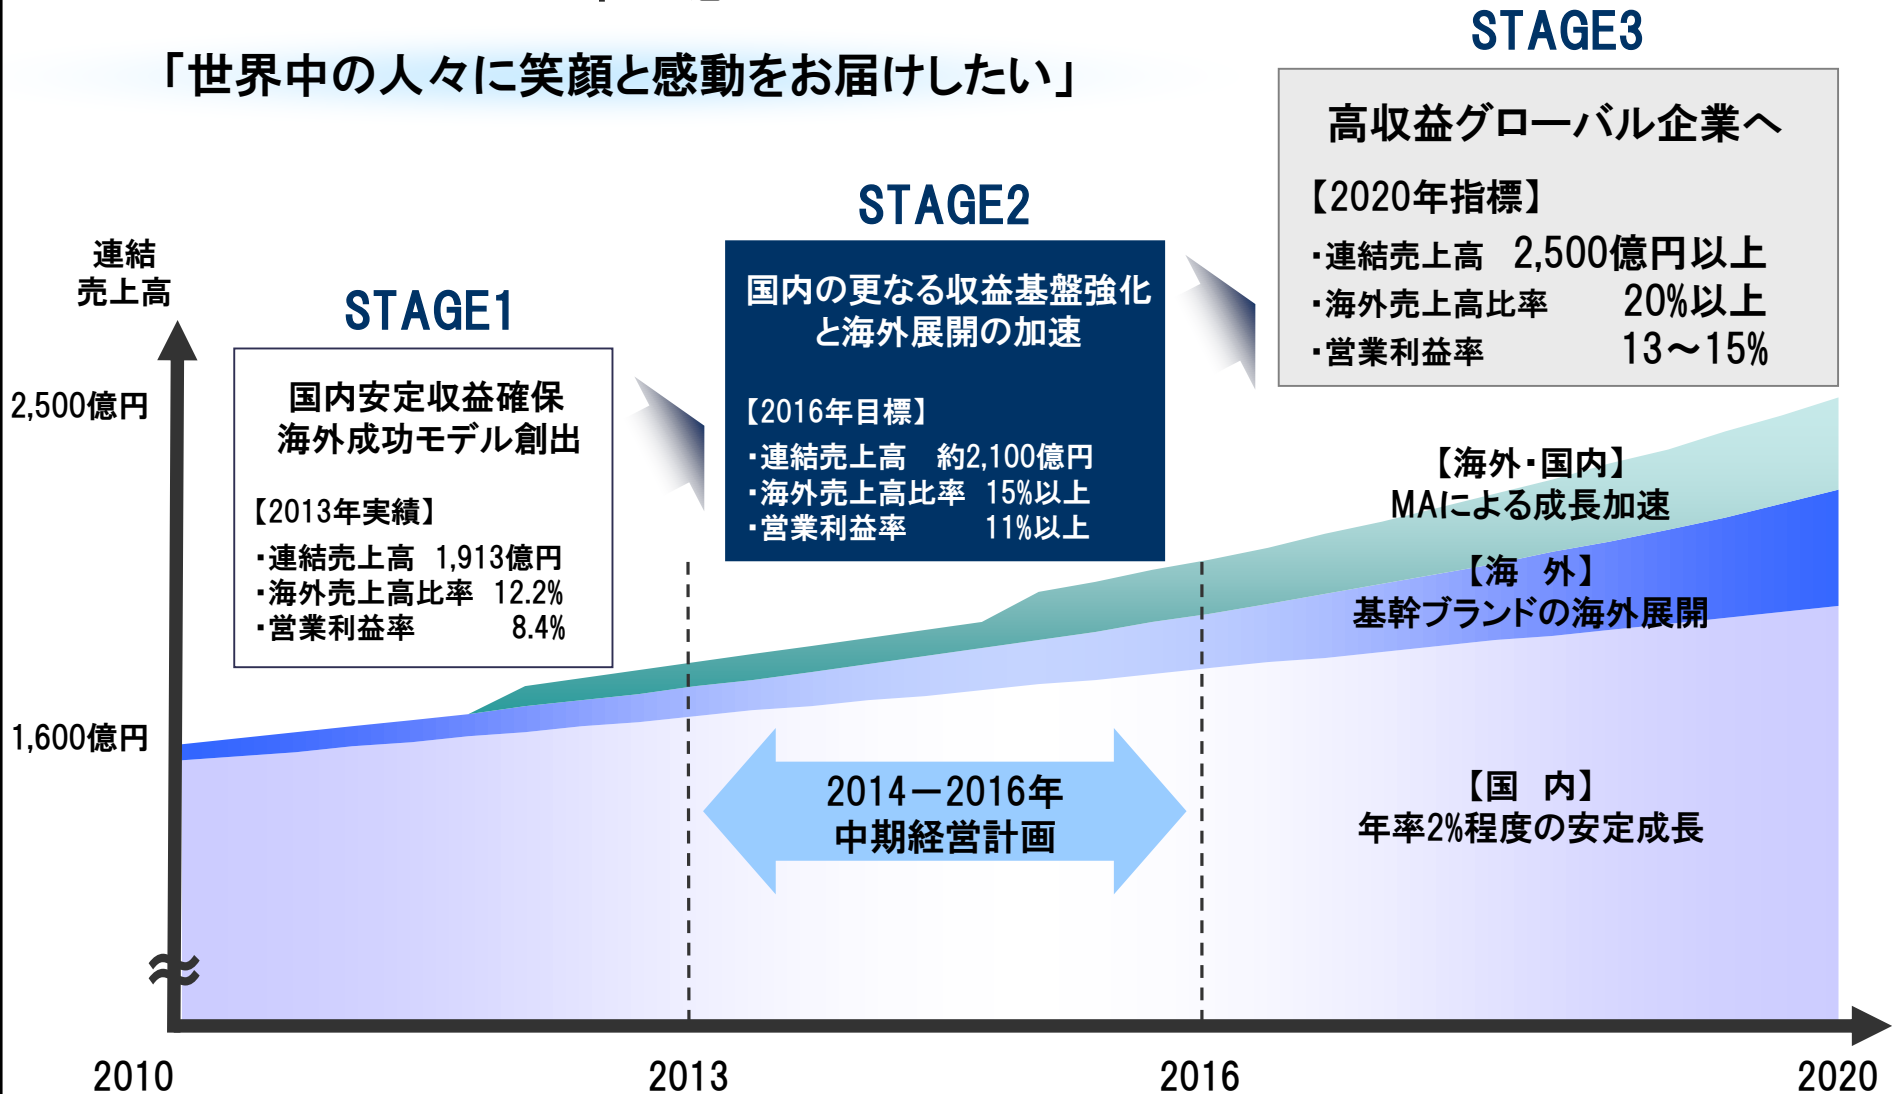 「世界中の人々に笑顔と感動をお届けしたい」
STAGE3
高収益グローバル企業へ
【2020年指標】
・連結売上高 2,500億円以上
・海外売上高比率 20%以上
・営業利益率 13～15%
STAGE2
国内の更なる収益基盤強化
と海外展開の加速
【2016年目標】
・連結売上高 約2,100億円
・海外売上高比率 15%以上
・営業利益率 11%以上
STAGE1
国内安定収益確保
海外成功モデル創出
【2013年実績】
・連結売上高 1,913億円
・海外売上高比率 12.2%
・営業利益率 8.4%
連結
売上高
2,500億円
1,600億円
【海外・国内】
MAによる成長加速
【海 外】
基幹ブランドの海外展開
2014－2016年
中期経営計画
【国 内】
年率2%程度の安定成長
2010
2013
2016
2020